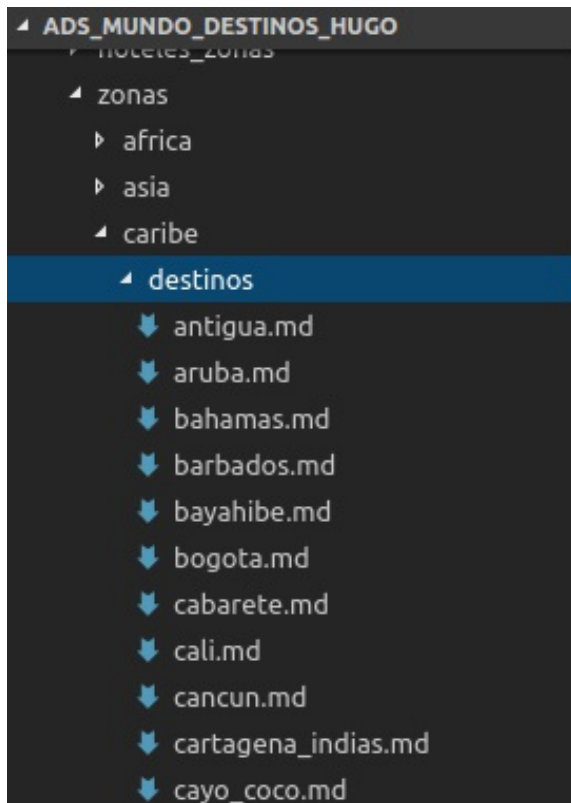 ADS_MUNDO_DESTINOS_HUGO
hoteles_zonas
zonas
africa
asia
caribe
destinos
antigua.md
aruba.md
bahamas.md
barbados.md
bayahibe.md
bogota.md
cabarete.md
cali.md
cancun.md
cartagena_indias.md
cayo_coco.md